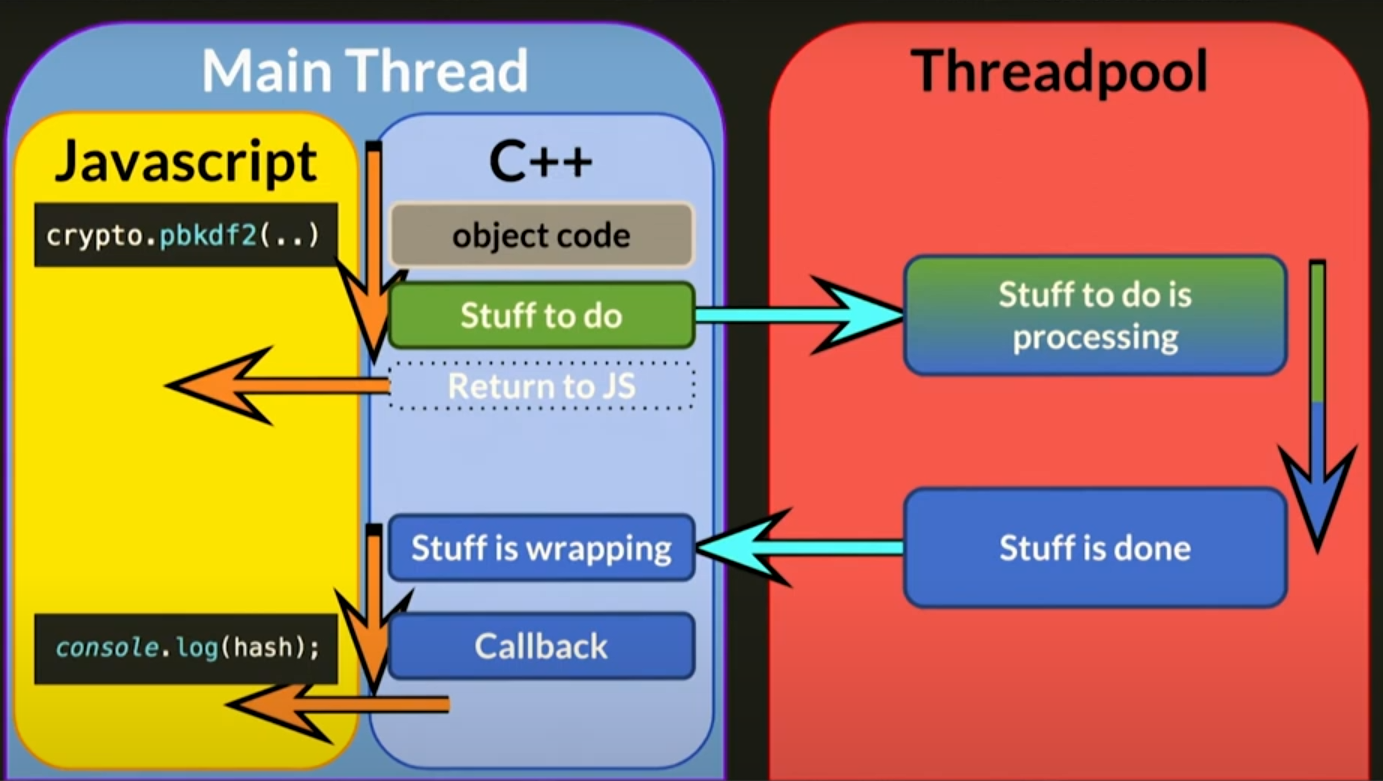 Main Thread
Threadpool
Javascript
C++
crypto.pbkdf2(..)
object code
Stuff to do
Stuff to do is
processing
Return to JS
Stuff is wrapping
Stuff is done
console.log(hash);
Callback